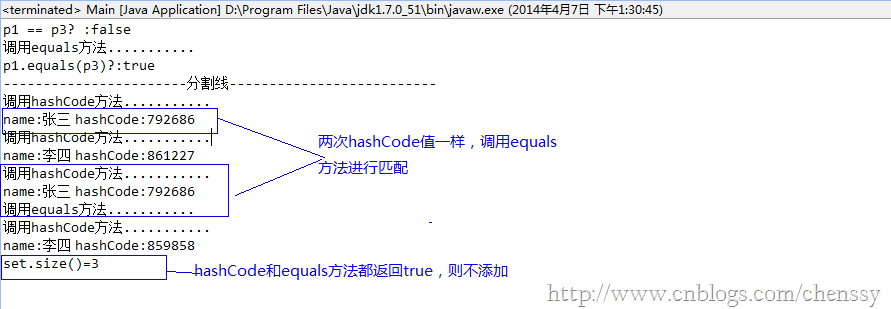 <terminated> Main [Java Application] D:\Program Files\Java\jdk1.7.0_51\bin\javaw.exe (2014年4月7日 下午1:30:45)
p1 == p3? :false
调用equals方法...........
p1.equals(p3)?:true
-----------------------分割线--------------------------
调用hashCode方法...........
name:张三 hashCode:792686
调用hashCode方法...........
name:李四 hashCode:861227
调用hashCode方法...........
name:张三 hashCode:792686
调用equals方法...........
调用hashCode方法...........
name:李四 hashCode:859858
set.size()=3
两次hashCode值一样，调用equals
方法进行匹配
hashCode和equals方法都返回true，则不添加
http://www.cnblogs.com/chenssy